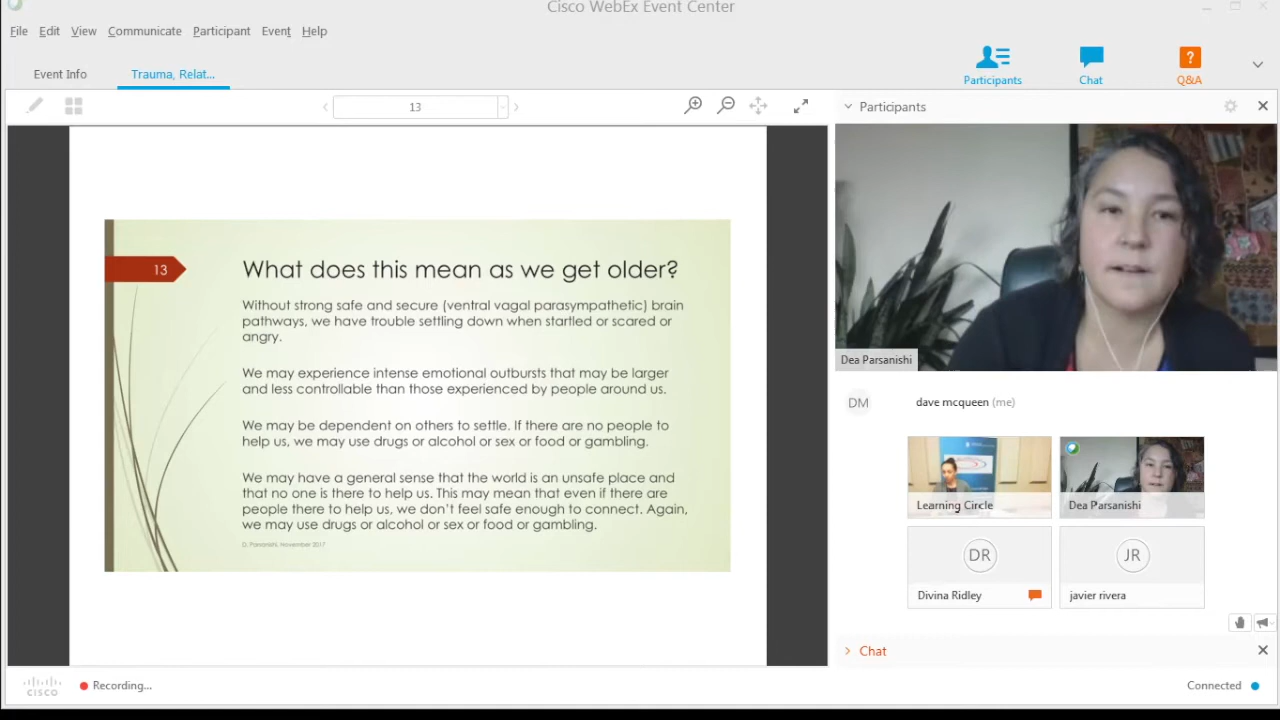 Cisco WebEx Event Center
File Edit View Communicate Participant Event Help
Event Info
Trauma, Relat...
Participants
Chat
? Q&A
13
Participants
13
What does this mean as we get older?
Without strong safe and secure (ventral vagal parasympathetic) brain
pathways, we have trouble settling down when startled or scared or
angry.
We may experience intense emotional outbursts that may be larger
and less controllable than those experienced by people around us.
We may be dependent on others to settle. If there are no people to
help us, we may use drugs or alcohol or sex or food or gambling.
We may have a general sense that the world is an unsafe place and
that no one is there to help us. This may mean that even if there are
people there to help us, we don't feel safe enough to connect. Again,
we may use drugs or alcohol or sex or food or gambling.
D. Parsanishi, November 2017
Dea Parsanishi
DM
dave mcqueen (me)
Learning Circle
Dea Parsanishi
DR
Divina Ridley
JR
javier rivera
Chat
CISCO
Recording...
Connected